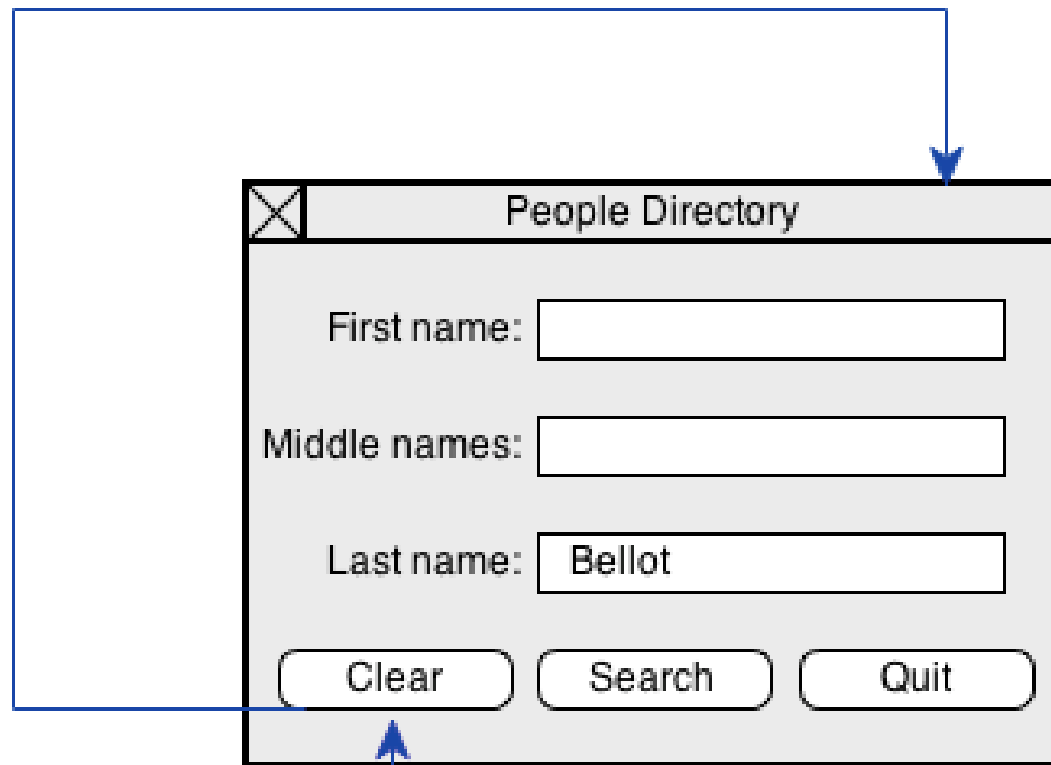 People Directory
First name:
Middle names:
Last name: Bellot
Clear Search Quit